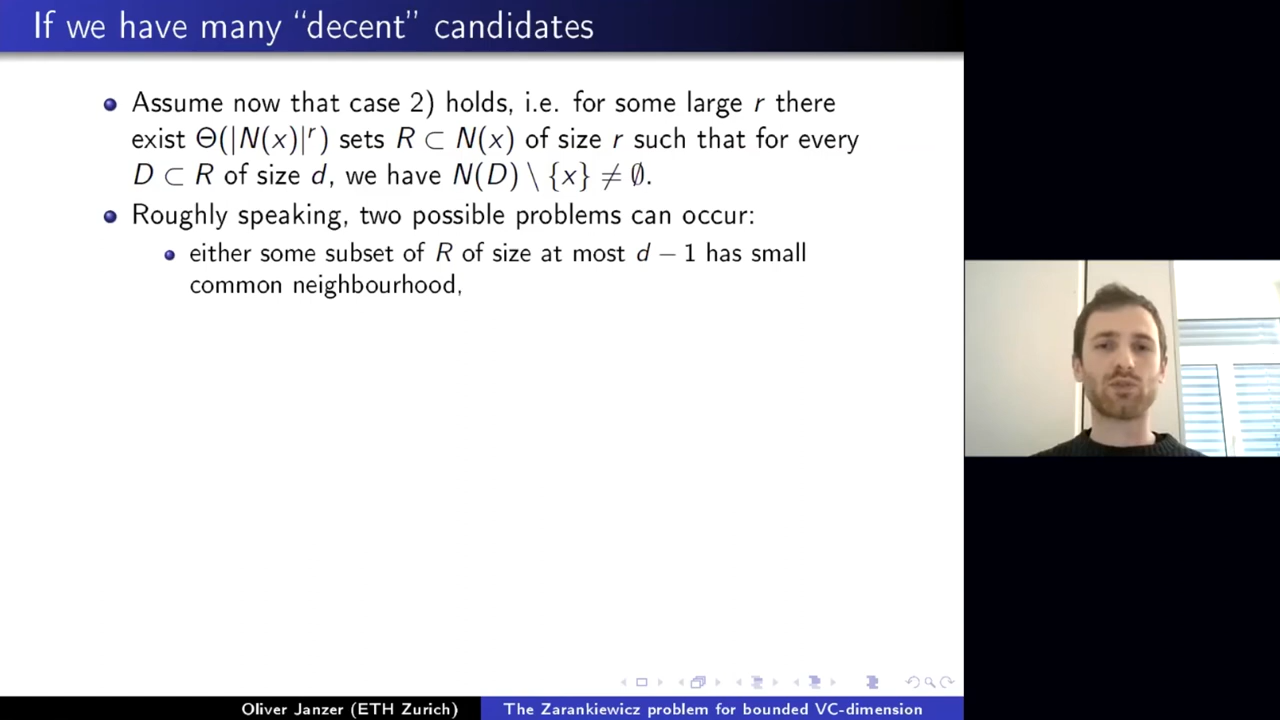 If we have many “decent” candidates
Assume now that case 2) holds, i.e. for some large r there
exist Θ(|N(x)|^r) sets R ⊂ N(x) of size r such that for every
D ⊂ R of size d, we have N(D) \ {x} ≠ ∅.
Roughly speaking, two possible problems can occur:
either some subset of R of size at most d − 1 has small
common neighbourhood,
Oliver Janzer (ETH Zurich)
The Zarankiewicz problem for bounded VC-dimension